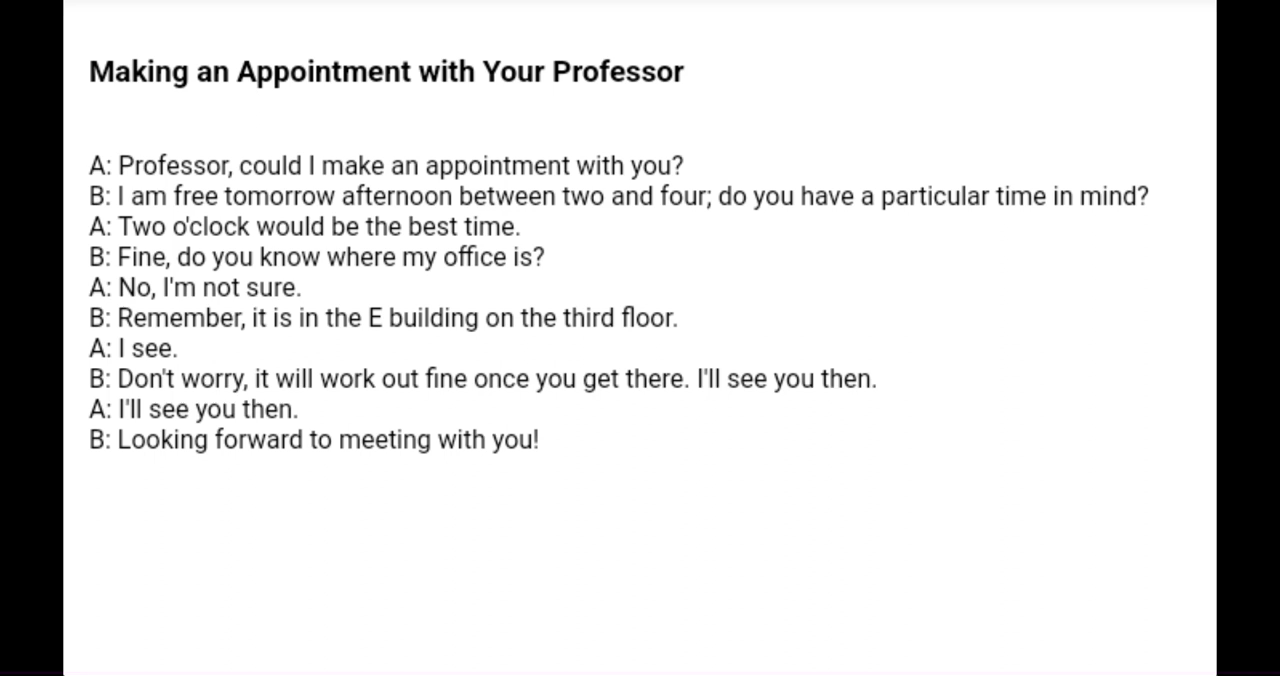 Making an Appointment with Your Professor
A: Professor, could I make an appointment with you?
B: I am free tomorrow afternoon between two and four; do you have a particular time in mind?
A: Two o'clock would be the best time.
B: Fine, do you know where my office is?
A: No, I'm not sure.
B: Remember, it is in the E building on the third floor.
A: I see.
B: Don't worry, it will work out fine once you get there. I'll see you then.
A: I'll see you then.
B: Looking forward to meeting with you!